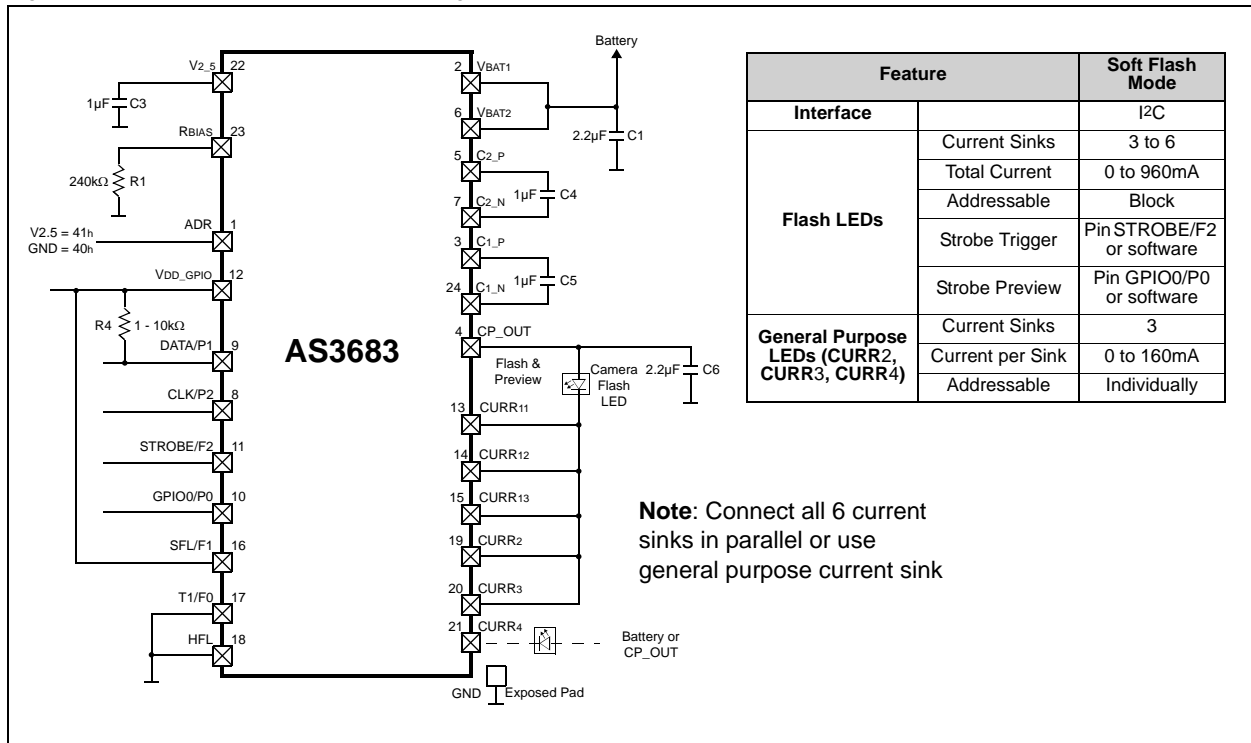 Battery
V2_5 22
1µF C3
RBIAS 23
240kΩ R1
ADR 1
V2.5 = 41h
GND = 40h
VDD_GPIO 12
R4 1 - 10kΩ
DATA/P1 9
CLK/P2 8
STROBE/F2 11
GPIO0/P0 10
SFL/F1 16
T1/F0 17
HFL 18
AS3683
2 VBAT1
6 VBAT2
2.2µF C1
5 C2_P
1µF C4
7 C2_N
3 C1_P
1µF C5
24 C1_N
4 CP_OUT
Flash &
Preview
Camera
Flash
LED
2.2µF C6
13 CURR11
14 CURR12
15 CURR13
19 CURR2
20 CURR3
21 CURR4
Battery or
CP_OUT
GND Exposed Pad
Feature Soft Flash
Mode
Interface I2C
Flash LEDs
Current Sinks 3 to 6
Total Current 0 to 960mA
Addressable Block
Strobe Trigger Pin STROBE/F2
or software
Strobe Preview Pin GPIO0/P0
or software
General Purpose
LEDs (CURR2,
CURR3, CURR4)
Current Sinks 3
Current per Sink 0 to 160mA
Addressable Individually
Note: Connect all 6 current
sinks in parallel or use
general purpose current sink